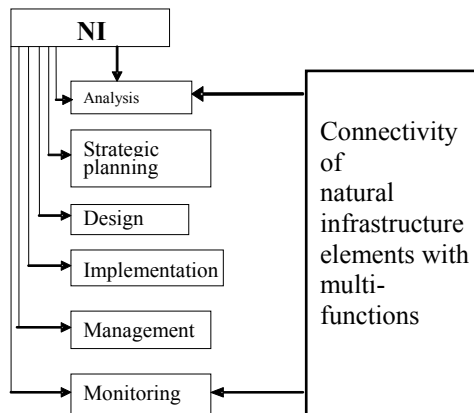 NI
Analysis
Strategic
planning
Design
Implementation
Management
Monitoring
Connectivity
of
natural
infrastructure
elements with
multi-
functions